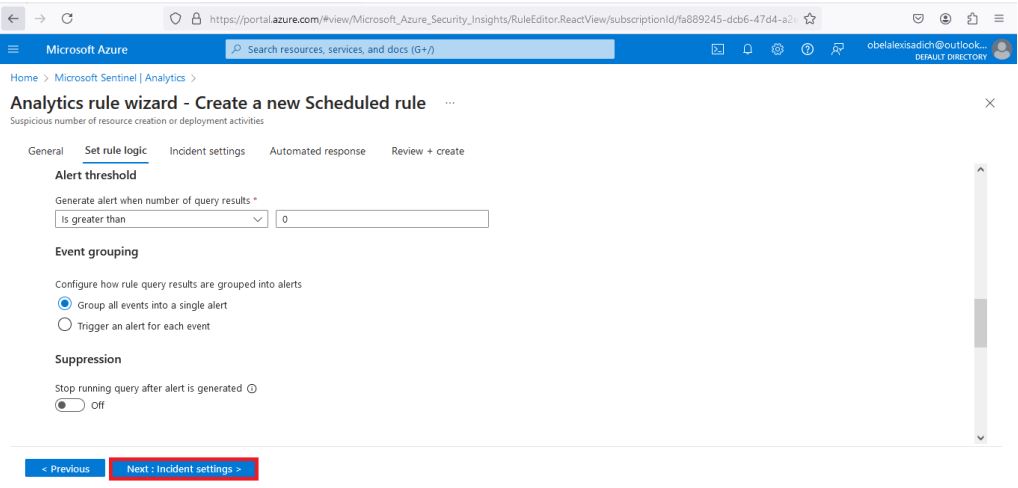 https://portal.azure.com/#view/Microsoft_Azure_Security_Insights/RuleEditor.ReactView/subscriptionId/fa889245-dcb6-47d4-a2
Microsoft Azure
Search resources, services, and docs (G+/)
obelalexisadich@outlook...
DEFAULT DIRECTORY
Home > Microsoft Sentinel | Analytics >
Analytics rule wizard - Create a new Scheduled rule ...
Suspicious number of resource creation or deployment activities
General Set rule logic Incident settings Automated response Review + create
Alert threshold
Generate alert when number of query results *
Is greater than 0
Event grouping
Configure how rule query results are grouped into alerts
Group all events into a single alert
Trigger an alert for each event
Suppression
Stop running query after alert is generated
Off
< Previous Next : Incident settings >